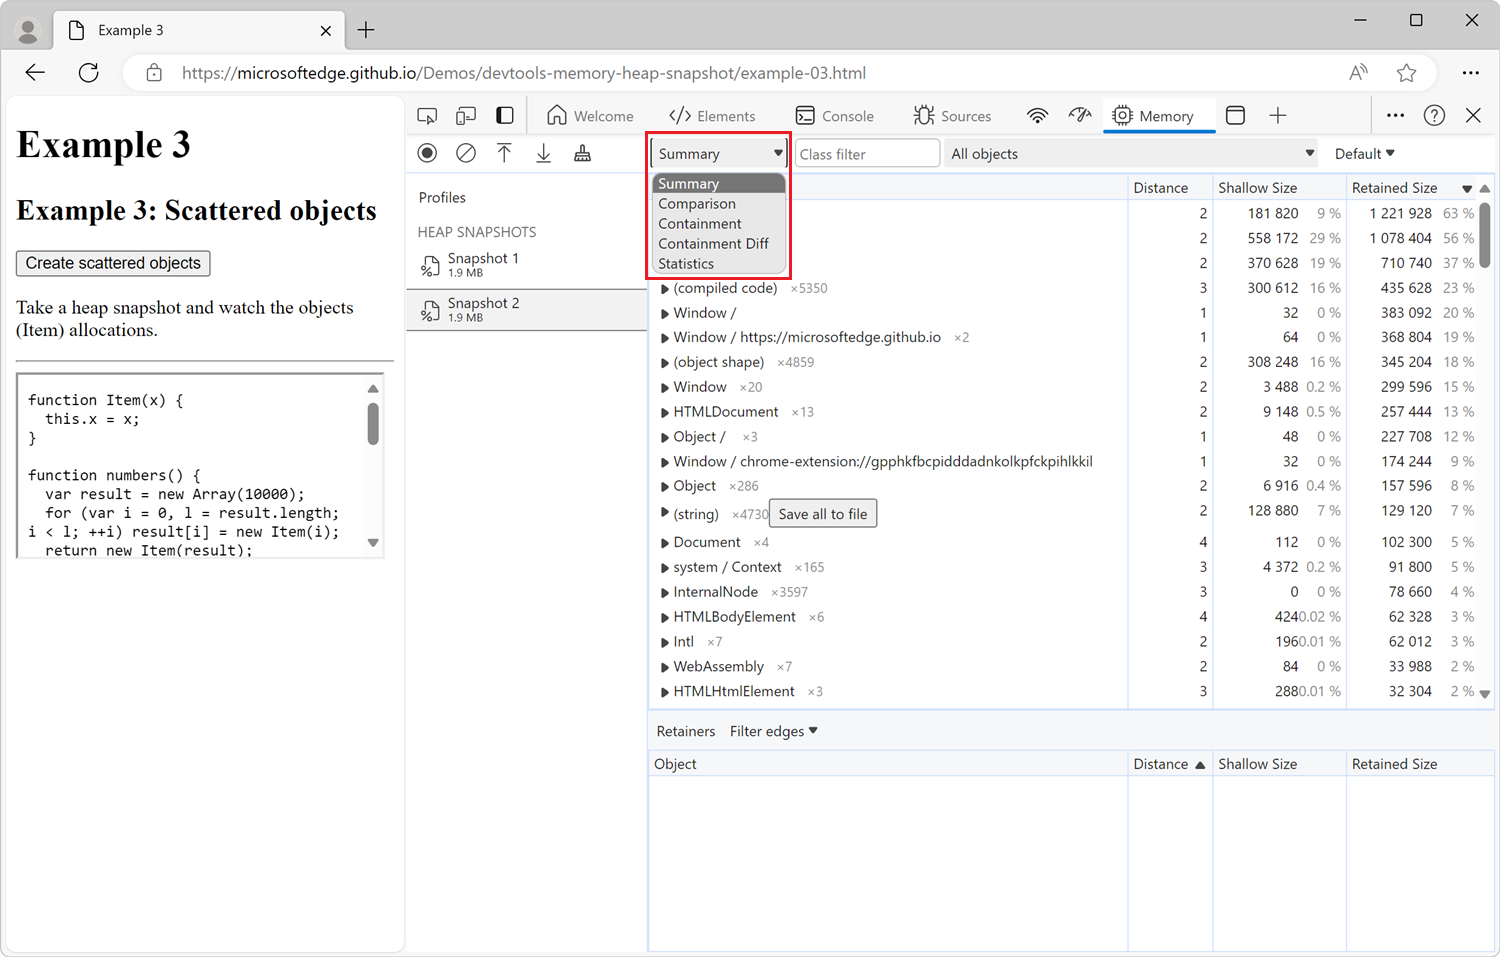 Example 3
https://microsoftedge.github.io/Demos/devtools-memory-heap-snapshot/example-03.html
Example 3
Example 3: Scattered objects
Create scattered objects
Take a heap snapshot and watch the objects
(Item) allocations.
function Item(x) {
this.x = x;
}
function numbers() {
var result = new Array(10000);
for (var i = 0, l = result.length;
i < l; ++i) result[i] = new Item(i);
return new Item(result);
Welcome
Elements
Console
Sources
Memory
Profiles
HEAP SNAPSHOTS
Snapshot 1
1.9 MB
Snapshot 2
1.9 MB
Summary
Class filter
All objects
Default
Summary
Comparison
Containment
Containment Diff
Statistics
Distance Shallow Size Retained Size
2 181 820 9 % 1 221 928 63 %
2 558 172 29 % 1 078 404 56 %
2 370 628 19 % 710 740 37 %
(compiled code) ×5350 3 300 612 16 % 435 628 23 %
Window / 1 32 0 % 383 092 20 %
Window / https://microsoftedge.github.io ×2 1 64 0 % 368 804 19 %
(object shape) ×4859 2 308 248 16 % 345 204 18 %
Window ×20 2 3 488 0.2 % 299 596 15 %
HTMLDocument ×13 2 9 148 0.5 % 257 444 13 %
Object / ×3 1 48 0 % 227 708 12 %
Window / chrome-extension://gpphkfbcpidddadnkolkpfckpihlkkil 1 32 0 % 174 244 9 %
Object ×286 2 6 916 0.4 % 157 596 8 %
(string) ×4730 Save all to file 2 128 880 7 % 129 120 7 %
Document ×4 4 112 0 % 102 300 5 %
system / Context ×165 3 4 372 0.2 % 91 800 5 %
InternalNode ×3597 3 0 0 % 78 660 4 %
HTMLBodyElement ×6 4 424 0.02 % 62 328 3 %
Intl ×7 2 196 0.01 % 62 012 3 %
WebAssembly ×7 2 84 0 % 33 988 2 %
HTMLHtmlElement ×3 3 288 0.01 % 32 304 2 %
Retainers Filter edges
Object Distance Shallow Size Retained Size